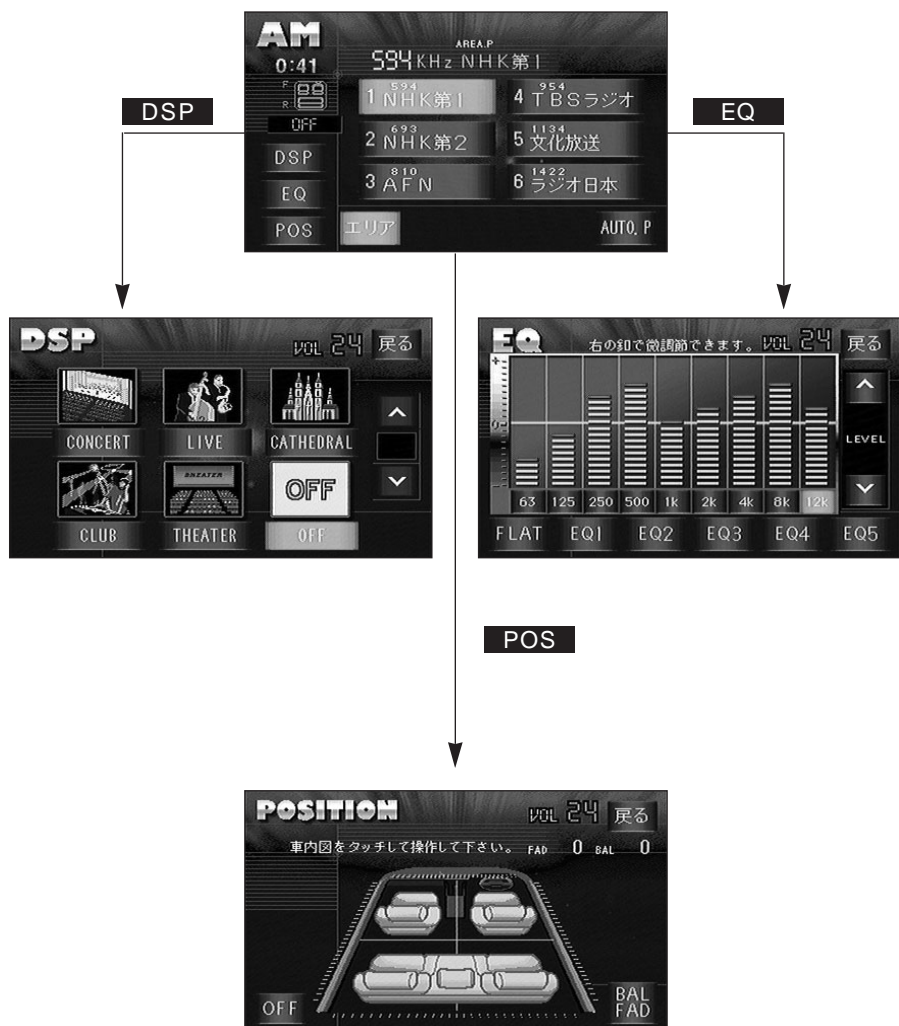 AM
AREA.P
594 KHz NHK第1
0:41
F
R
OFF
DSP
EQ
POS
594
1 NHK第1
954
4 TBSラジオ
693
2 NHK第2
1134
5 文化放送
810
3 AFN
1422
6 ラジオ日本
エリア
AUTO.P
DSP
EQ
DSP
VOL 24 戻る
CONCERT LIVE CATHEDRAL
THEATER
OFF
CLUB THEATER OFF
EQ
右の釦で微調節できます。 VOL 24 戻る
+
0
-
LEVEL
63 125 250 500 1k 2k 4k 8k 12k
FLAT EQ1 EQ2 EQ3 EQ4 EQ5
POS
POSITION
VOL 24 戻る
車内図をタッチして操作して下さい。 FAD 0 BAL 0
OFF
BAL
FAD